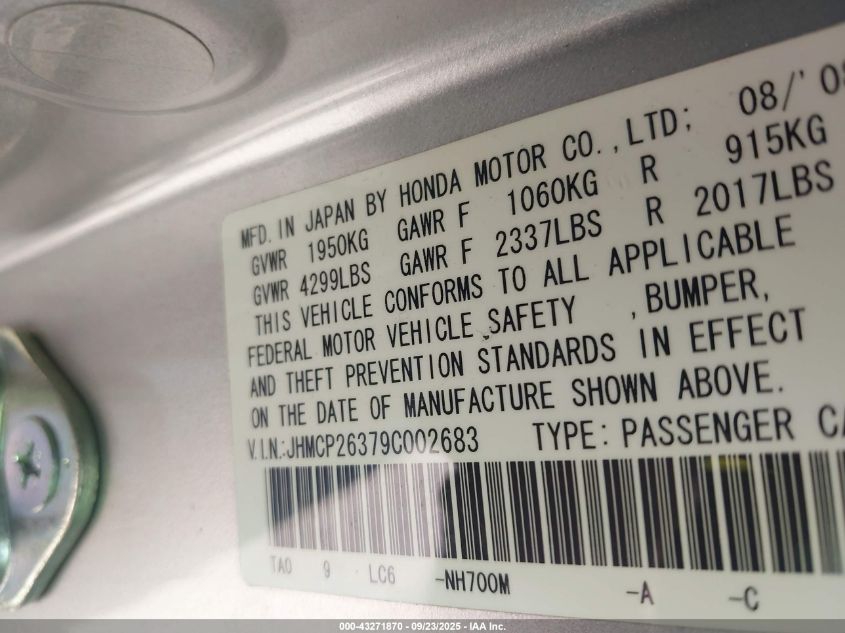 MFD. IN JAPAN BY HONDA MOTOR CO.,LTD; 08/'08
GVWR 1950KG GAWR F 1060KG R 915KG
GVWR 4299LBS GAWR F 2337LBS R 2017LBS
THIS VEHICLE CONFORMS TO ALL APPLICABLE
FEDERAL MOTOR VEHICLE SAFETY , BUMPER,
AND THEFT PREVENTION STANDARDS IN EFFECT
ON THE DATE OF MANUFACTURE SHOWN ABOVE.
V.I.N.:JHMCP26379C002683 TYPE: PASSENGER CA
TA0 9 LC6 -NH700M -A -C
000-43271870 - 09/23/2025 - IAA Inc.